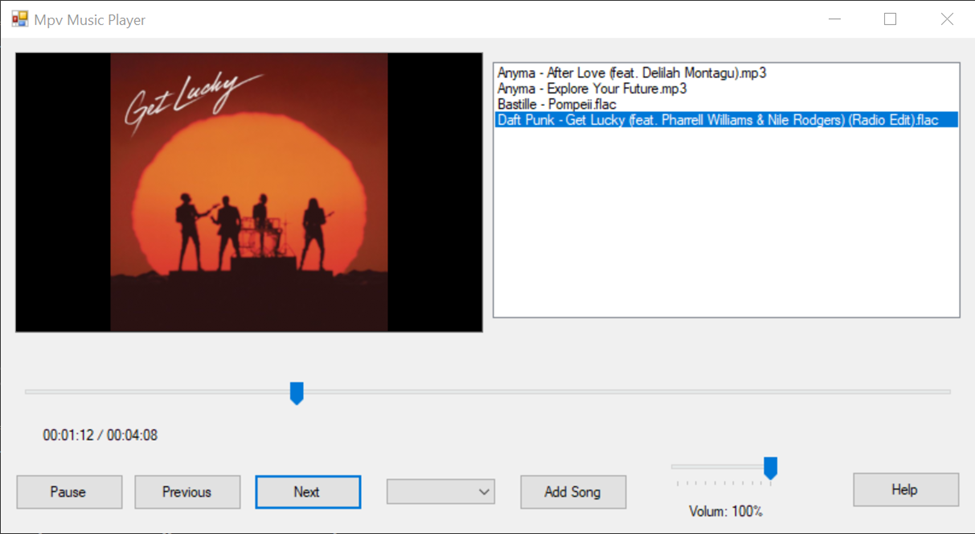 Mpv Music Player
Get Lucky
Anyma - After Love (feat. Delilah Montagu).mp3
Anyma - Explore Your Future.mp3
Bastille - Pompeii.flac
Daft Punk - Get Lucky (feat. Pharrell Williams & Nile Rodgers) (Radio Edit).flac
00:01:12 / 00:04:08
Pause
Previous
Next
Add Song
Volum: 100%
Help